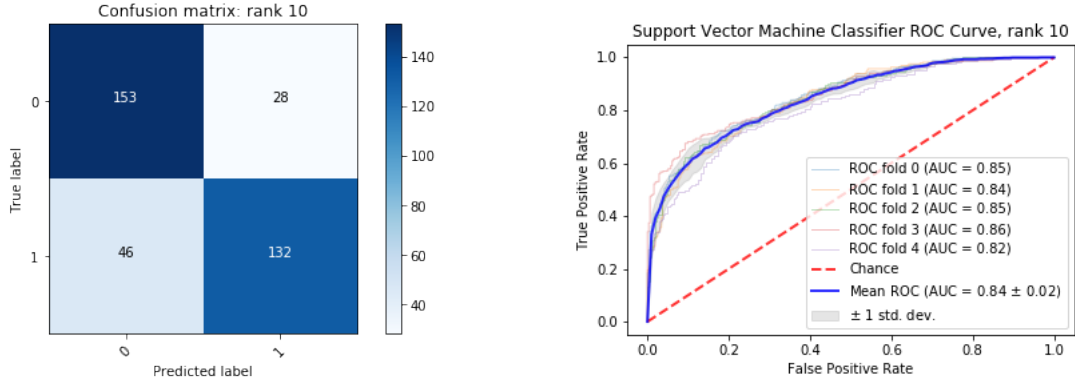 Confusion matrix: rank 10
0
153
28
1
46
132
True label
0
1
Predicted label
140
120
100
80
60
40
Support Vector Machine Classifier ROC Curve, rank 10
True Positive Rate
1.0
0.8
0.6
0.4
0.2
0.0
ROC fold 0 (AUC = 0.85)
ROC fold 1 (AUC = 0.84)
ROC fold 2 (AUC = 0.85)
ROC fold 3 (AUC = 0.86)
ROC fold 4 (AUC = 0.82)
Chance
Mean ROC (AUC = 0.84 ± 0.02)
± 1 std. dev.
0.0 0.2 0.4 0.6 0.8 1.0
False Positive Rate